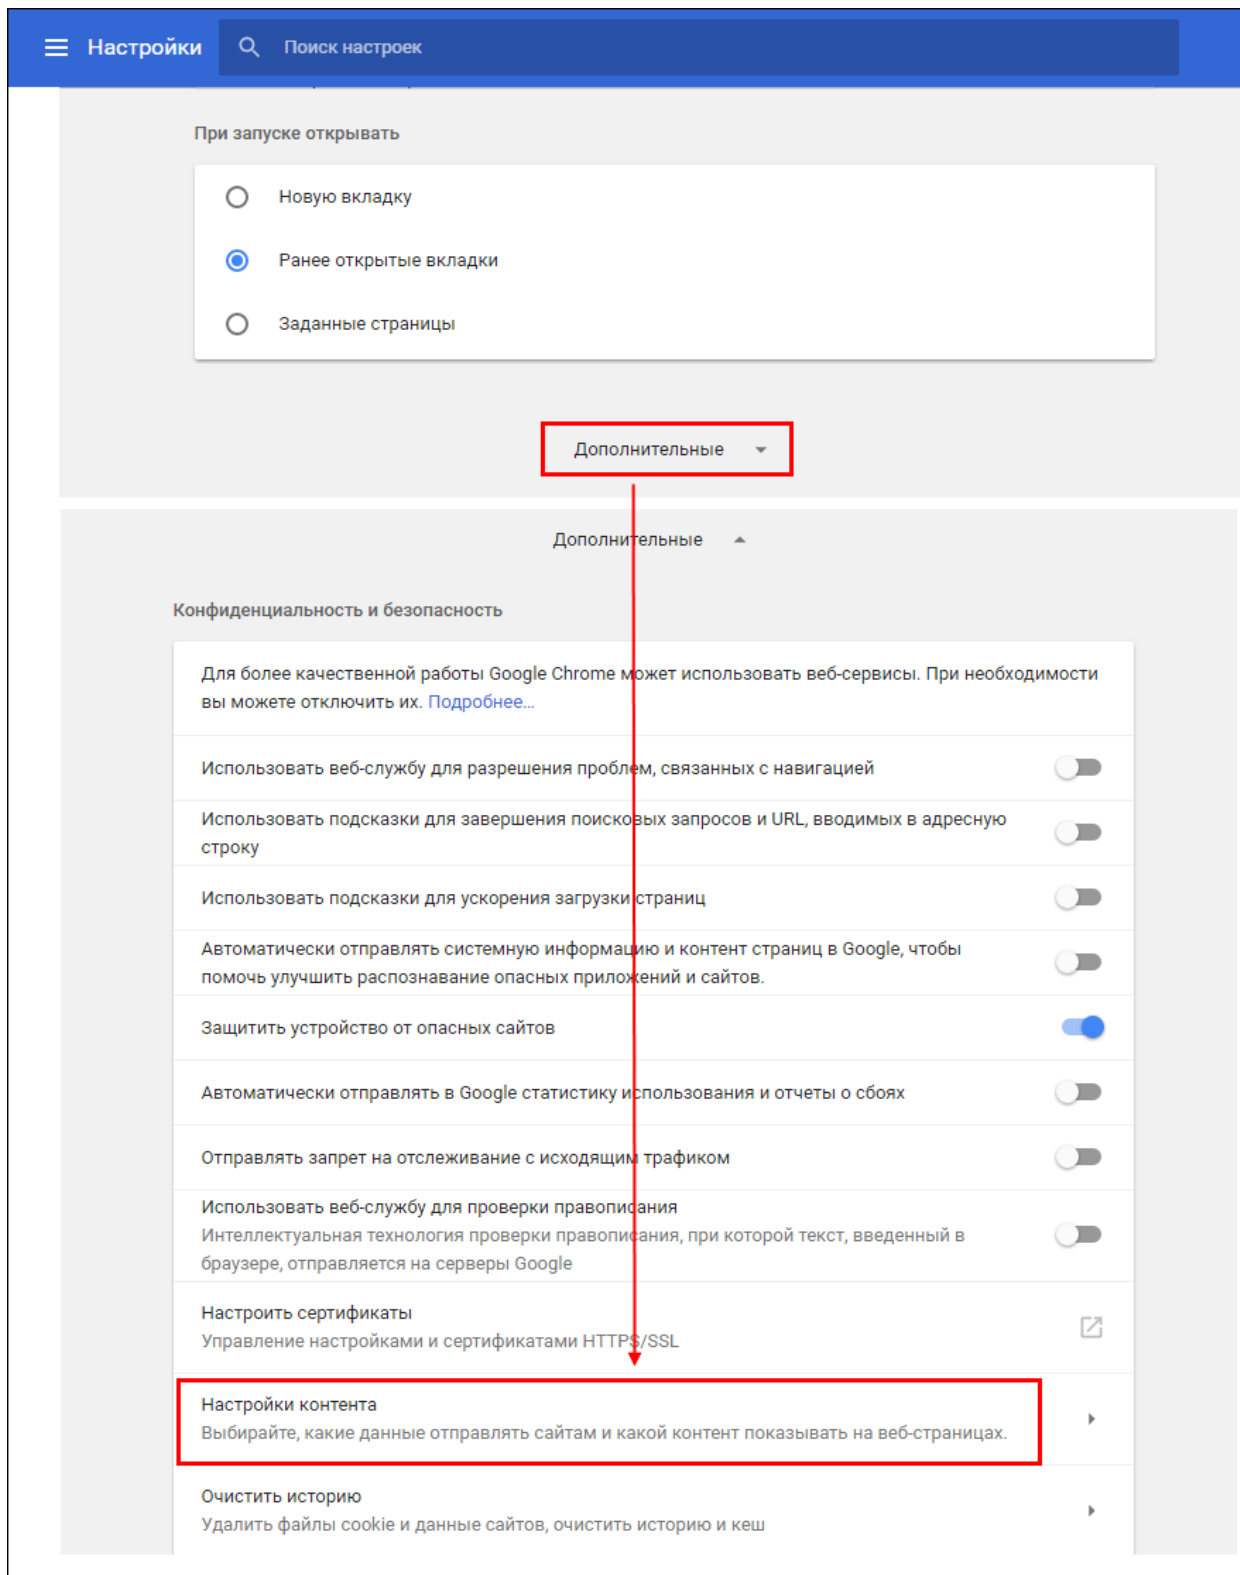 Настройки
Поиск настроек
При запуске открывать
Новую вкладку
Ранее открытые вкладки
Заданные страницы
Дополнительные
Дополнительные
Конфиденциальность и безопасность
Для более качественной работы Google Chrome может использовать веб-сервисы. При необходимости
вы можете отключить их. Подробнее...
Использовать веб-службу для разрешения проблем, связанных с навигацией
Использовать подсказки для завершения поисковых запросов и URL, вводимых в адресную
строку
Использовать подсказки для ускорения загрузки страниц
Автоматически отправлять системную информацию и контент страниц в Google, чтобы
помочь улучшить распознавание опасных приложений и сайтов.
Защитить устройство от опасных сайтов
Автоматически отправлять в Google статистику использования и отчеты о сбоях
Отправлять запрет на отслеживание с исходящим трафиком
Использовать веб-службу для проверки правописания
Интеллектуальная технология проверки правописания, при которой текст, введенный в
браузере, отправляется на серверы Google
Настроить сертификаты
Управление настройками и сертификатами HTTPS/SSL
Настройки контента
Выбирайте, какие данные отправлять сайтам и какой контент показывать на веб-страницах.
Очистить историю
Удалить файлы cookie и данные сайтов, очистить историю и кеш